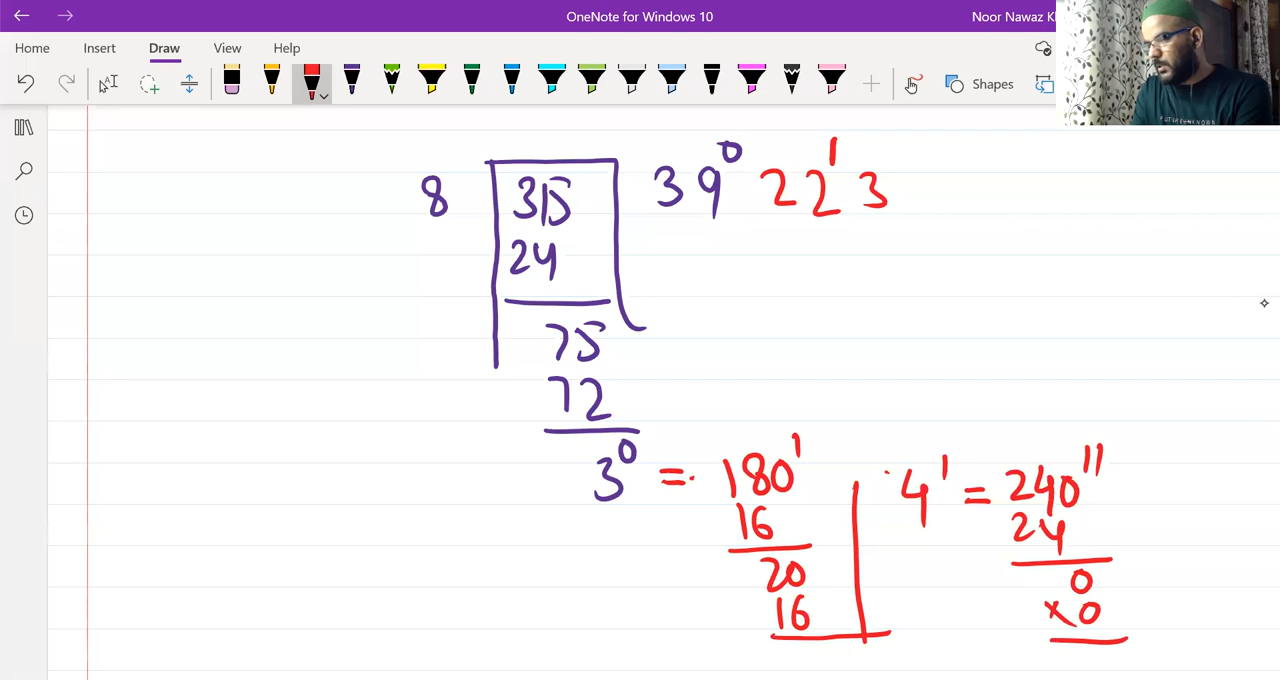 OneNote for Windows 10
Noor Nawaz Kh
Home Insert Draw View Help
Shapes
8 315 39° 22' 3
24
75
72
3° = 180' 4' = 240''
16 24
20 0
16 ×0